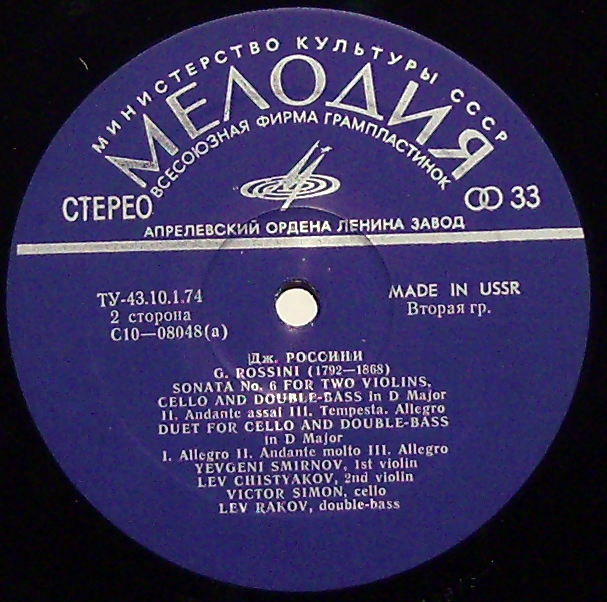 МИНИСТЕРСТВО КУЛЬТУРЫ СССР
МЕЛОДИЯ
ВСЕСОЮЗНАЯ ФИРМА ГРАМПЛАСТИНОК
СТЕРЕО
33
АПРЕЛЕВСКИЙ ОРДЕНА ЛЕНИНА ЗАВОД
ТУ-43.10.1.74
2 сторона
С10—08048(а)
MADE IN USSR
Вторая гр.
Дж. РОССИНИ
G. ROSSINI (1792—1868)
SONATA No. 6 FOR TWO VIOLINS,
CELLO AND DOUBLE-BASS in D Major
II. Andante assai III. Tempesta. Allegro
DUET FOR CELLO AND DOUBLE-BASS
in D Major
I. Allegro II. Andante molto III. Allegro
YEVGENI SMIRNOV, 1st violin
LEV CHISTYAKOV, 2nd violin
VICTOR SIMON, cello
LEV RAKOV, double-bass